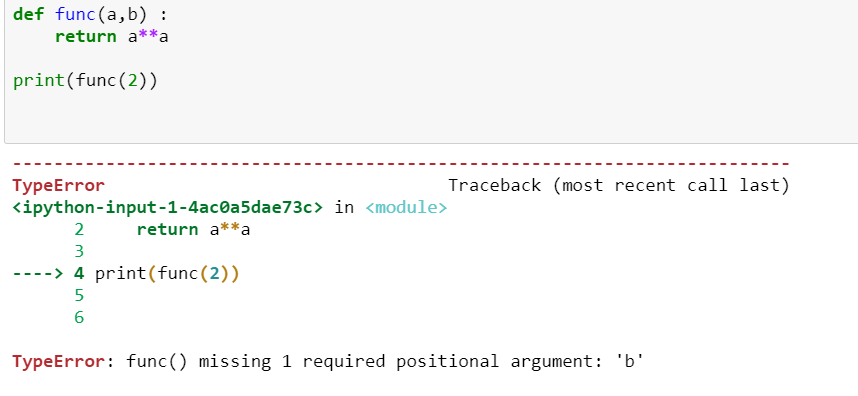 def func(a,b) :
    return a**a
print(func(2))
---------------------------------------------------------------------------
TypeError                                 Traceback (most recent call last)
<ipython-input-1-4ac0a5dae73c> in <module>
      2     return a**a
      3
----> 4 print(func(2))
      5
      6
TypeError: func() missing 1 required positional argument: 'b'